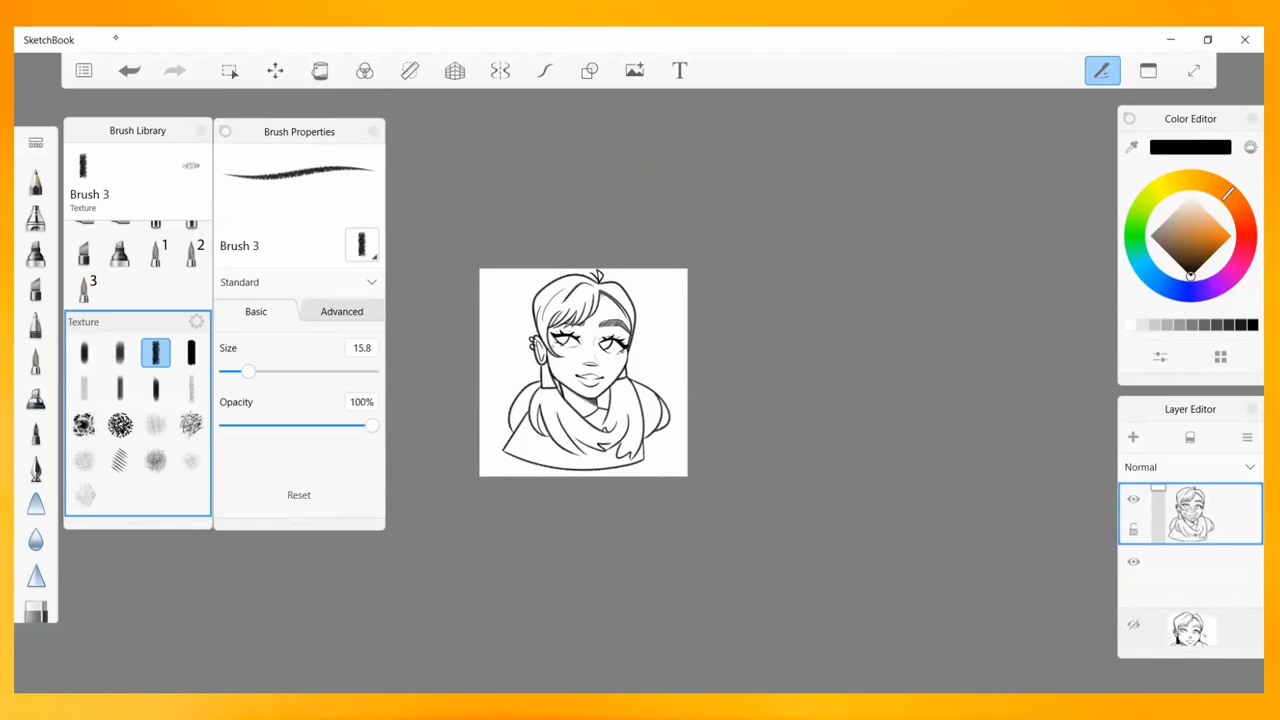 SketchBook
T
Brush Library
Brush 3
Texture
1 2
3
Texture
Brush Properties
Brush 3
Standard
Basic Advanced
Size 15.8
Opacity 100%
Reset
Color Editor
Layer Editor
Normal